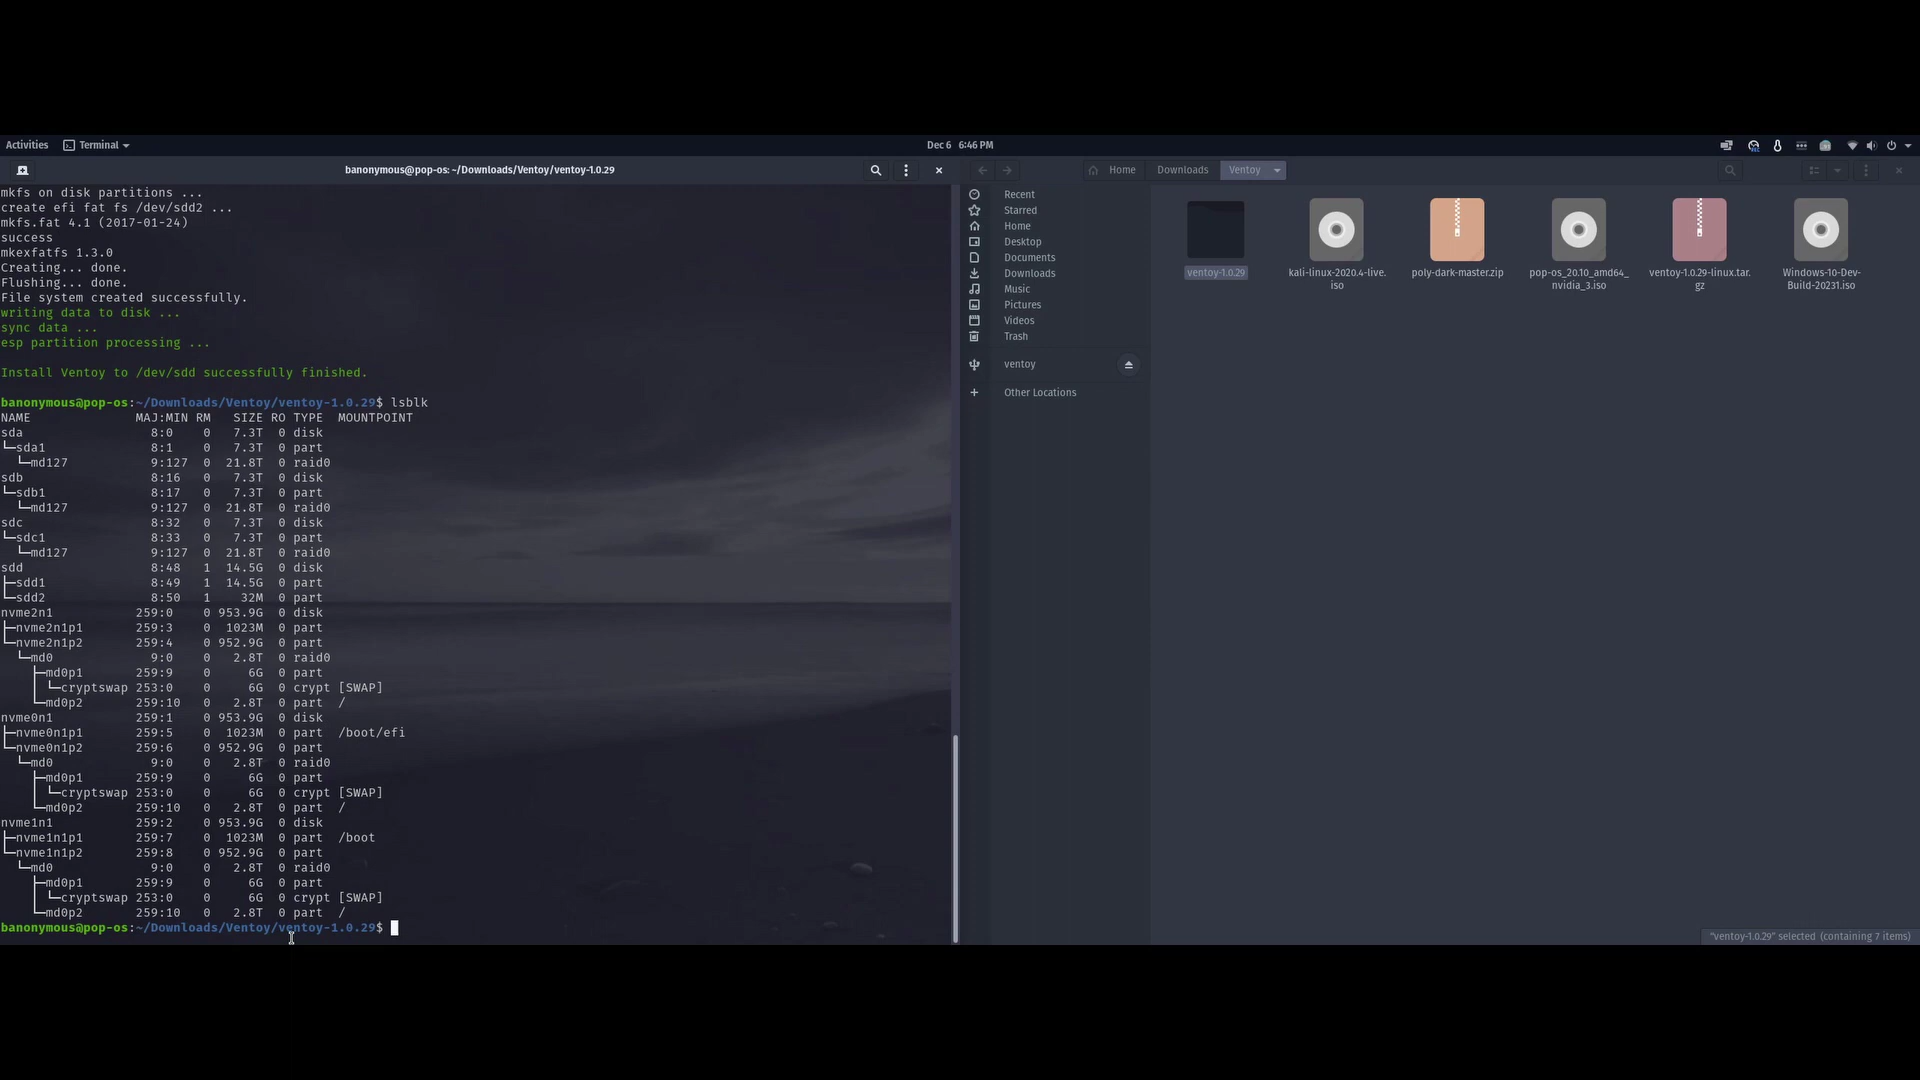 Activities Terminal Dec 6 6:46 PM
banonymous@pop-os: ~/Downloads/Ventoy/ventoy-1.0.29
mkfs on disk partitions ...
create efi fat fs /dev/sdd2 ...
mkfs.fat 4.1 (2017-01-24)
success
mkexfatfs 1.3.0
Creating... done.
Flushing... done.
File system created successfully.
writing data to disk ...
sync data ...
esp partition processing ...
Install Ventoy to /dev/sdd successfully finished.
banonymous@pop-os:~/Downloads/Ventoy/ventoy-1.0.29$ lsblk
NAME MAJ:MIN RM SIZE RO TYPE MOUNTPOINT
sda 8:0 0 7.3T 0 disk
└─sda1 8:1 0 7.3T 0 part
└─md127 9:127 0 21.8T 0 raid0
sdb 8:16 0 7.3T 0 disk
└─sdb1 8:17 0 7.3T 0 part
└─md127 9:127 0 21.8T 0 raid0
sdc 8:32 0 7.3T 0 disk
└─sdc1 8:33 0 7.3T 0 part
└─md127 9:127 0 21.8T 0 raid0
sdd 8:48 1 14.5G 0 disk
├─sdd1 8:49 1 14.5G 0 part
└─sdd2 8:50 1 32M 0 part
nvme2n1 259:0 0 953.9G 0 disk
├─nvme2n1p1 259:3 0 1023M 0 part
└─nvme2n1p2 259:4 0 952.9G 0 part
└─md0 9:0 0 2.8T 0 raid0
├─md0p1 259:9 0 6G 0 part
│ └─cryptswap 253:0 0 6G 0 crypt [SWAP]
└─md0p2 259:10 0 2.8T 0 part /
nvme0n1 259:1 0 953.9G 0 disk
├─nvme0n1p1 259:5 0 1023M 0 part /boot/efi
└─nvme0n1p2 259:6 0 952.9G 0 part
└─md0 9:0 0 2.8T 0 raid0
├─md0p1 259:9 0 6G 0 part
│ └─cryptswap 253:0 0 6G 0 crypt [SWAP]
└─md0p2 259:10 0 2.8T 0 part /
nvme1n1 259:2 0 953.9G 0 disk
├─nvme1n1p1 259:7 0 1023M 0 part /boot
└─nvme1n1p2 259:8 0 952.9G 0 part
└─md0 9:0 0 2.8T 0 raid0
├─md0p1 259:9 0 6G 0 part
│ └─cryptswap 253:0 0 6G 0 crypt [SWAP]
└─md0p2 259:10 0 2.8T 0 part /
banonymous@pop-os:~/Downloads/Ventoy/ventoy-1.0.29$
Home Downloads Ventoy
Recent
Starred
Home
Desktop
Documents
Downloads
Music
Pictures
Videos
Trash
ventoy
Other Locations
ventoy-1.0.29
kali-linux-2020.4-live.
iso
poly-dark-master.zip
pop-os_20.10_amd64_
nvidia_3.iso
ventoy-1.0.29-linux.tar.
gz
Windows-10-Dev-
Build-20231.iso
"ventoy-1.0.29" selected (containing 7 items)